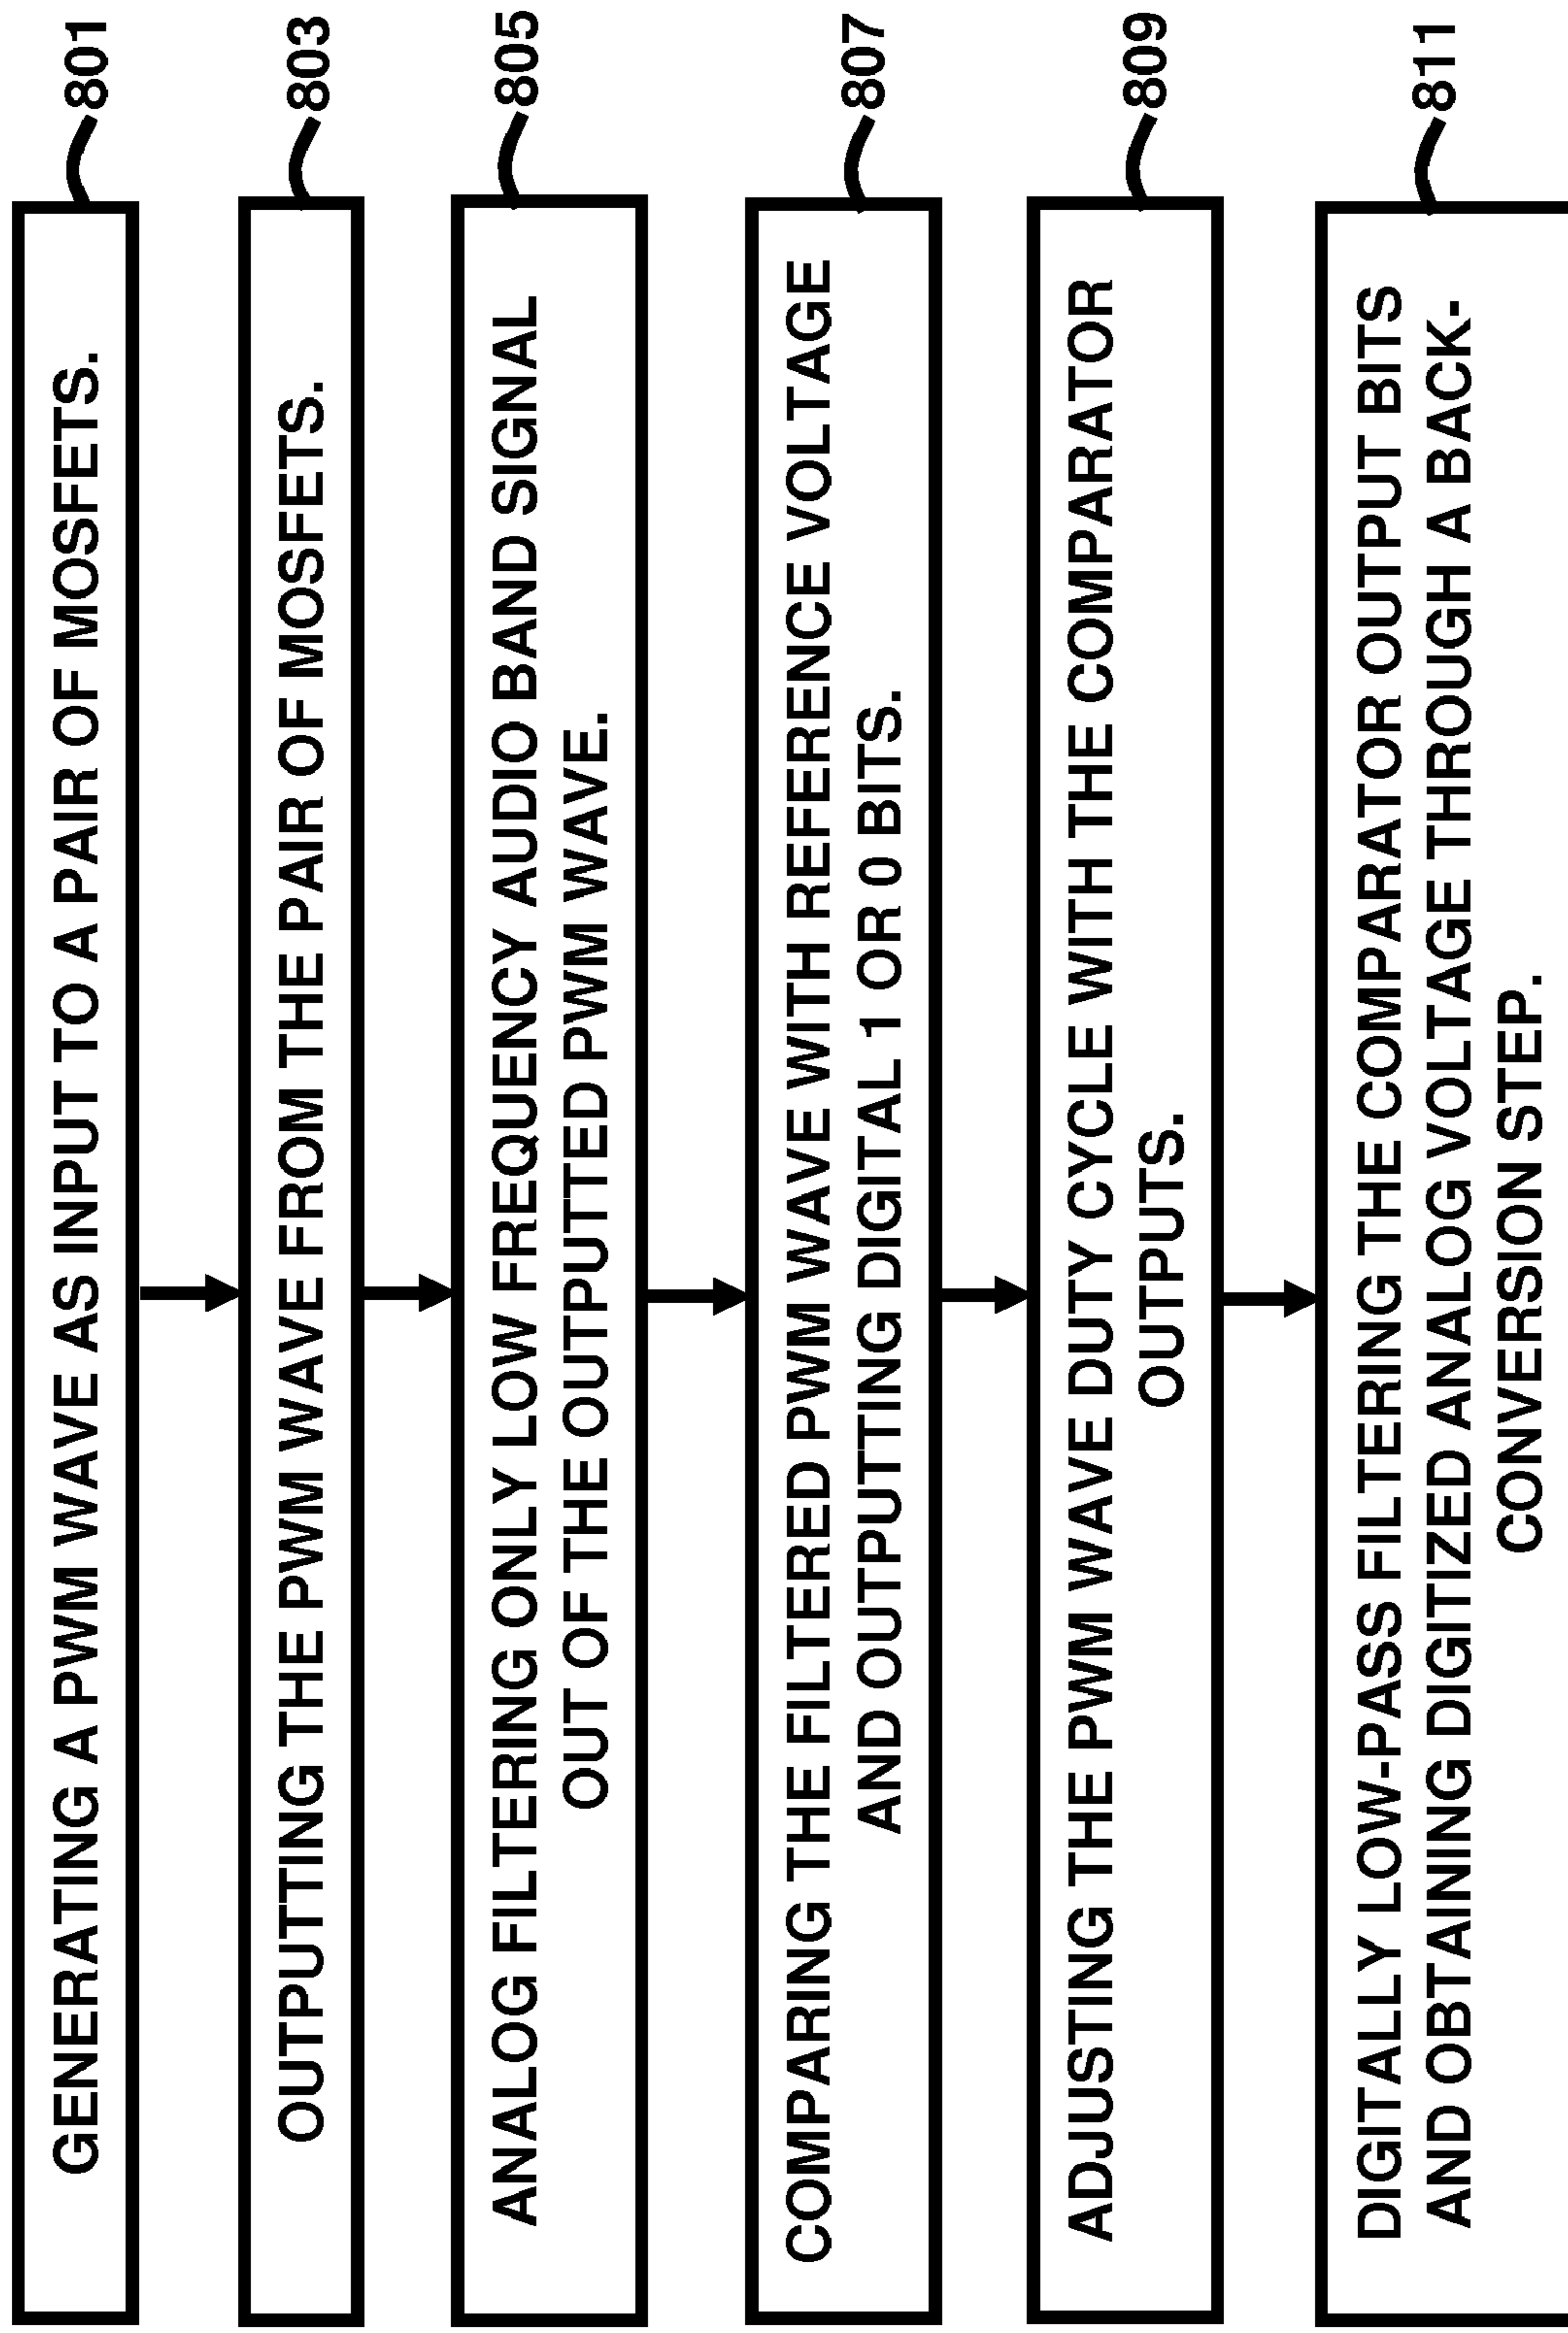 GENERATING A PWM WAVE AS INPUT TO A PAIR OF MOSFETS.
801
OUTPUTTING THE PWM WAVE FROM THE PAIR OF MOSFETS.
803
ANALOG FILTERING ONLY LOW FREQUENCY AUDIO BAND SIGNAL
OUT OF THE OUTPUTTED PWM WAVE.
805
COMPARING THE FILTERED PWM WAVE WITH REFERENCE VOLTAGE
AND OUTPUTTING DIGITAL 1 OR 0 BITS.
807
ADJUSTING THE PWM WAVE DUTY CYCLE WITH THE COMPARATOR
OUTPUTS.
809
DIGITALLY LOW-PASS FILTERING THE COMPARATOR OUTPUT BITS
AND OBTAINING DIGITIZED ANALOG VOLTAGE THROUGH A BACK-
CONVERSION STEP.
811